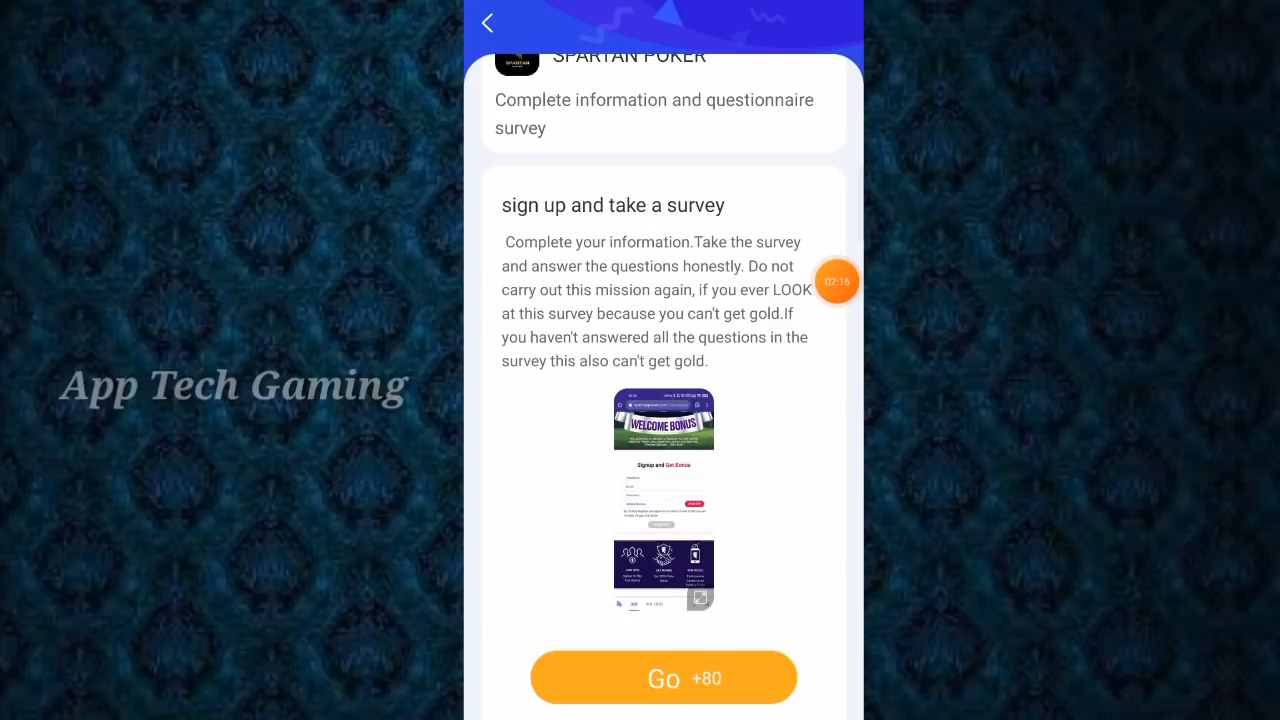 SPARTAN POKER
SPARTAN
Complete information and questionnaire
survey
sign up and take a survey
Complete your information.Take the survey
and answer the questions honestly. Do not
carry out this mission again, if you ever LOOK
at this survey because you can't get gold.If
you haven't answered all the questions in the
survey this also can't get gold.
02:16
App Tech Gaming
WELCOME BONUS
Signup and Get Bonus
Go +80